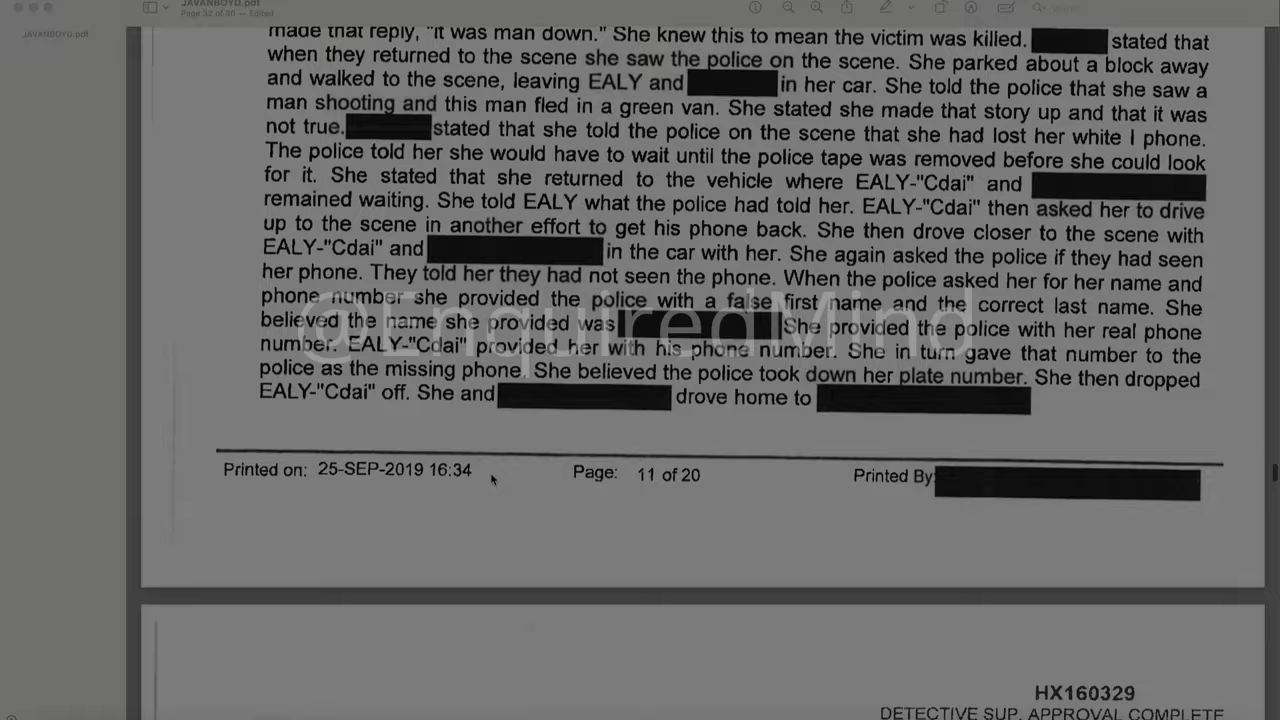 JAVANBOYD.pdf
Page 32 of 80 — Edited
Search
JAVANBOYD.pdf
made that reply, "it was man down." She knew this to mean the victim was killed. stated that
when they returned to the scene she saw the police on the scene. She parked about a block away
and walked to the scene, leaving EALY and in her car. She told the police that she saw a
man shooting and this man fled in a green van. She stated she made that story up and that it was
not true. stated that she told the police on the scene that she had lost her white I phone.
The police told her she would have to wait until the police tape was removed before she could look
for it. She stated that she returned to the vehicle where EALY-"Cdai" and
remained waiting. She told EALY what the police had told her. EALY-"Cdai" then asked her to drive
up to the scene in another effort to get his phone back. She then drove closer to the scene with
EALY-"Cdai" and in the car with her. She again asked the police if they had seen
her phone. They told her they had not seen the phone. When the police asked her for her name and
phone number she provided the police with a false first name and the correct last name. She
believed the name she provided was She provided the police with her real phone
number. EALY-"Cdai" provided her with his phone number. She in turn gave that number to the
police as the missing phone. She believed the police took down her plate number. She then dropped
EALY-"Cdai" off. She and drove home to
@EnquiredMind
Printed on: 25-SEP-2019 16:34 Page: 11 of 20 Printed By:
HX160329
DETECTIVE SUP. APPROVAL COMPLETE